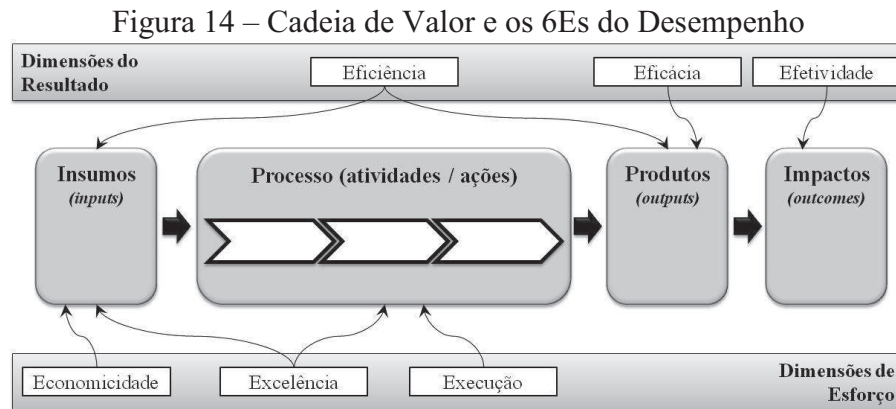 Figura 14 – Cadeia de Valor e os 6Es do Desempenho
Dimensões do
Resultado
Eficiência
Eficácia
Efetividade
Insumos
(inputs)
Processo (atividades / ações)
Produtos
(outputs)
Impactos
(outcomes)
Economicidade
Excelência
Execução
Dimensões de
Esforço